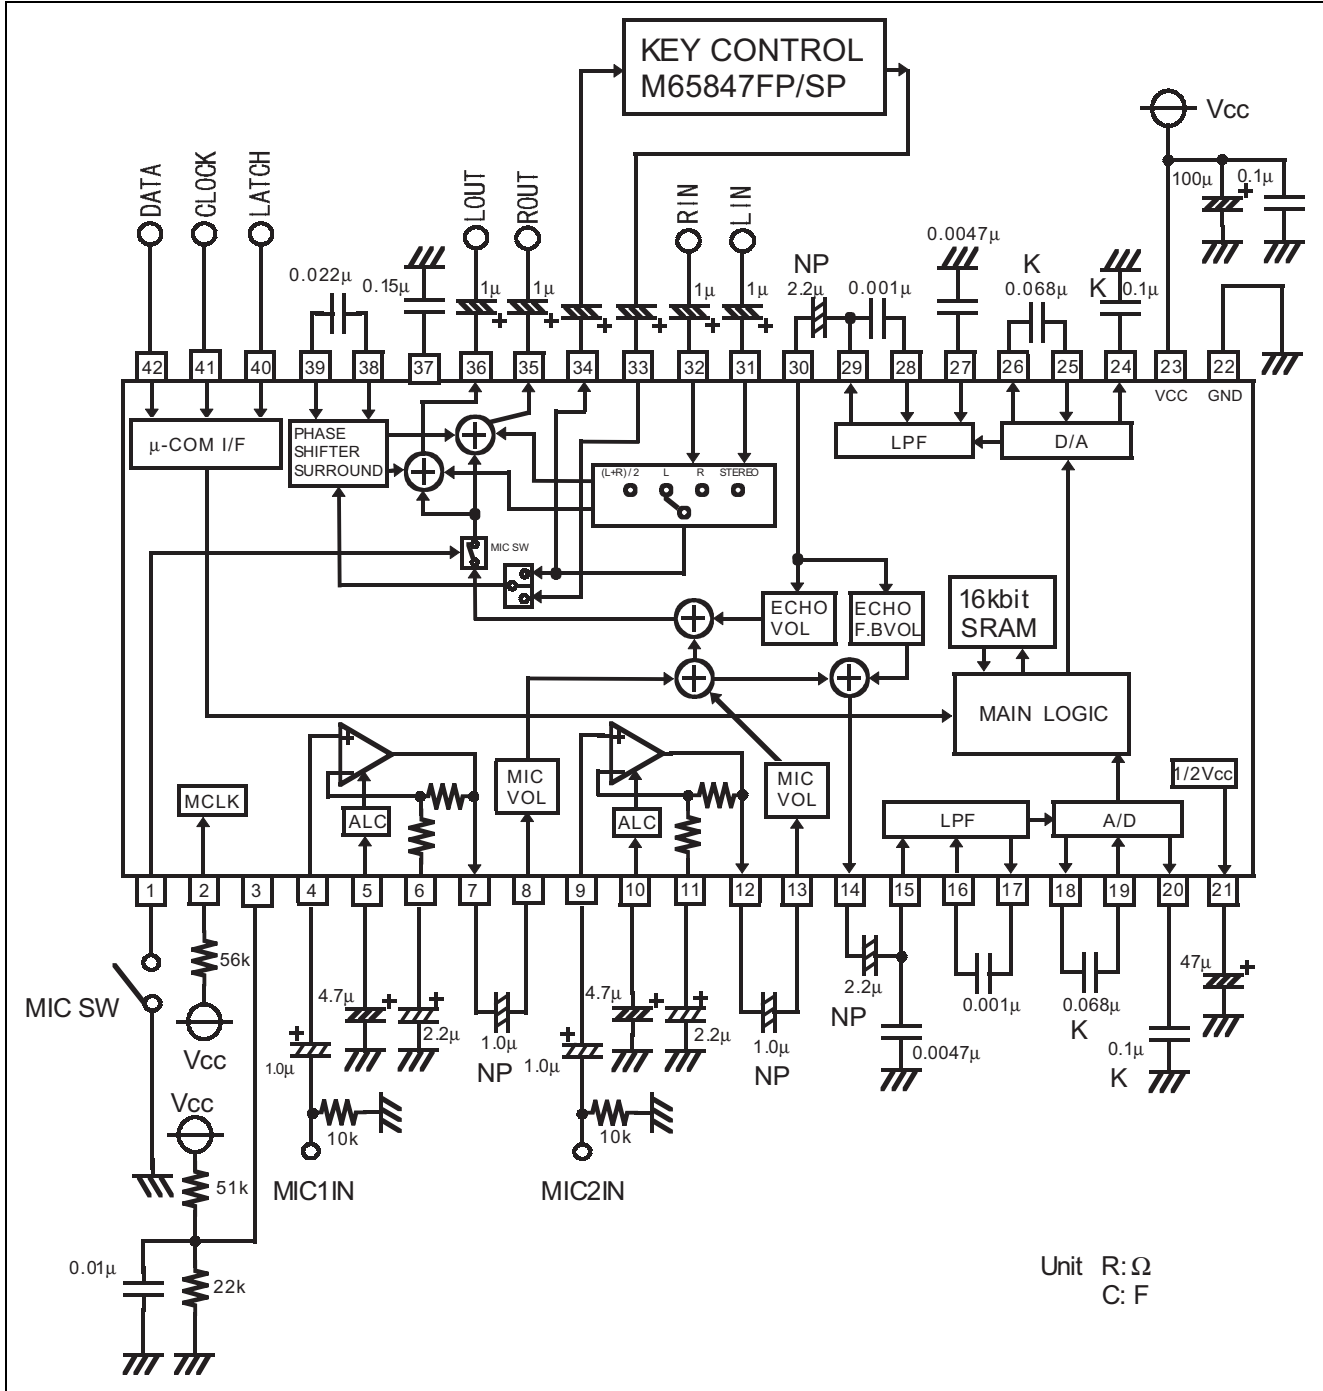 KEY CONTROL
M65847FP/SP
Vcc
DATA
CLOCK
LATCH
LOUT
ROUT
RIN
LIN
100μ
+
0.1μ
0.0047μ
0.022μ
0.15μ
1μ
+
1μ
+
+
+
1μ
+
1μ
+
NP
2.2μ
0.001μ
K
0.068μ
K
0.1μ
42
41
40
39
38
37
36
35
34
33
32
31
30
29
28
27
26
25
24
23
22
VCC
GND
μ-COM I/F
PHASE
SHIFTER
SURROUND
+
+
(L+R)/2
L
R
STEREO
LPF
D/A
MIC SW
ECHO
VOL
ECHO
F.BVOL
16kbit
SRAM
+
+
+
MAIN LOGIC
MCLK
+
-
ALC
MIC
VOL
+
-
ALC
MIC
VOL
LPF
A/D
1/2Vcc
1
2
3
4
5
6
7
8
9
10
11
12
13
14
15
16
17
18
19
20
21
MIC SW
56k
Vcc
4.7μ
+
+
2.2μ
1.0μ
NP
+
1.0μ
10k
MIC1IN
4.7μ
+
+
2.2μ
1.0μ
NP
+
1.0μ
10k
MIC2IN
2.2μ
NP
0.0047μ
0.001μ
0.068μ
K
0.1μ
K
47μ
+
Vcc
51k
0.01μ
22k
Unit R: Ω
C: F